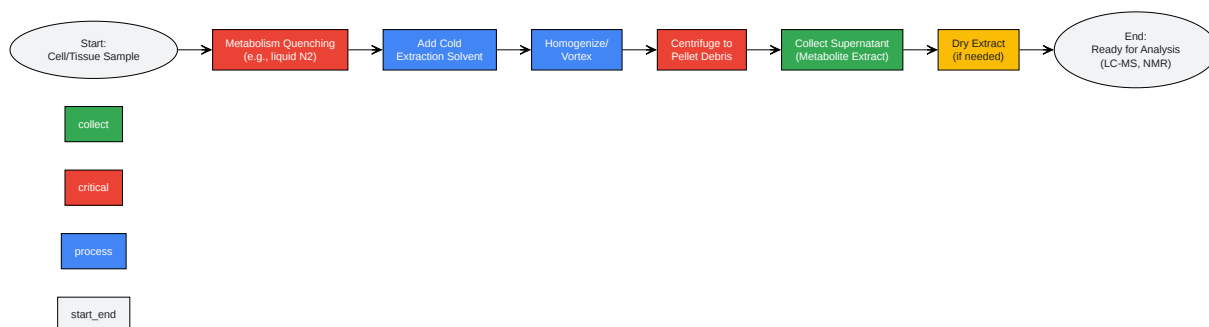 Start:
Cell/Tissue Sample
Metabolism Quenching
(e.g., liquid N2)
Add Cold
Extraction Solvent
Homogenize/
Vortex
Centrifuge to
Pellet Debris
Collect Supernatant
(Metabolite Extract)
Dry Extract
(if needed)
End:
Ready for Analysis
(LC-MS, NMR)
collect
critical
process
start_end